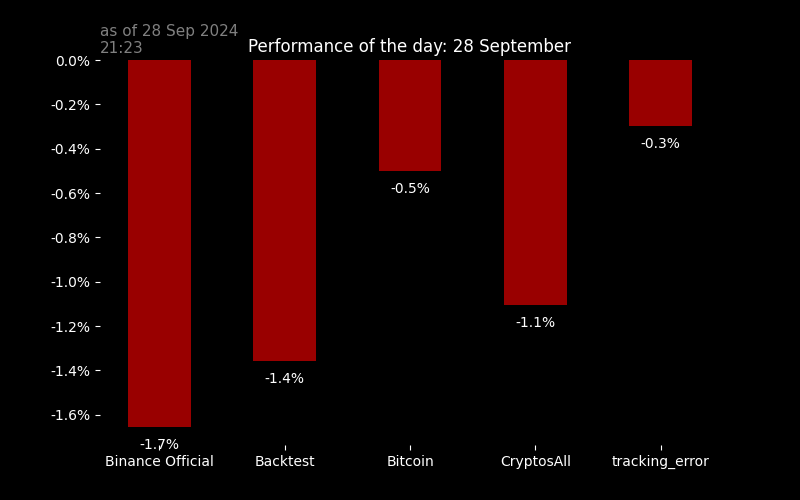 as of 28 Sep 2024
21:23
Performance of the day: 28 September
0.0%
-0.2%
-0.4%
-0.6%
-0.8%
-1.0%
-1.2%
-1.4%
-1.6%
-1.7%
-1.4%
-0.5%
-1.1%
-0.3%
Binance Official
Backtest
Bitcoin
CryptosAll
tracking_error